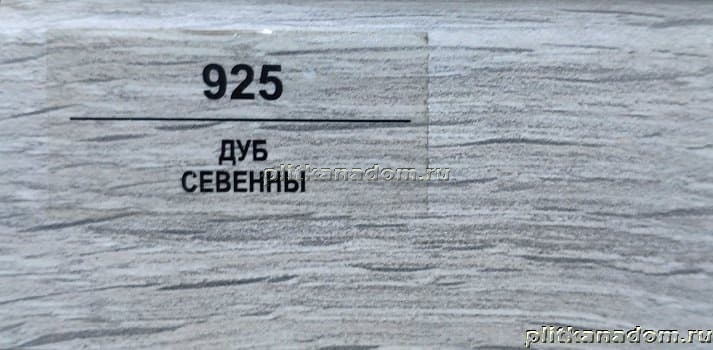 925
ДУБ
СЕВЕННЫ
plitkanadom.ru
plitkanadom.ru